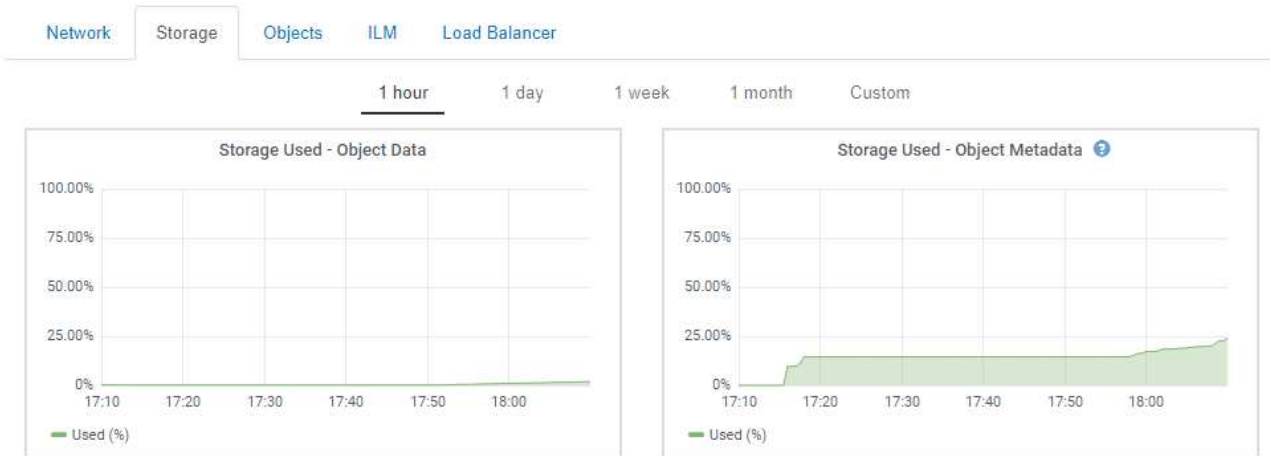 Network Storage Objects ILM Load Balancer
1 hour 1 day 1 week 1 month Custom
Storage Used - Object Data
100.00%
75.00%
50.00%
25.00%
0%
17:10 17:20 17:30 17:40 17:50 18:00
Used (%)
Storage Used - Object Metadata ?
100.00%
75.00%
50.00%
25.00%
0%
17:10 17:20 17:30 17:40 17:50 18:00
Used (%)